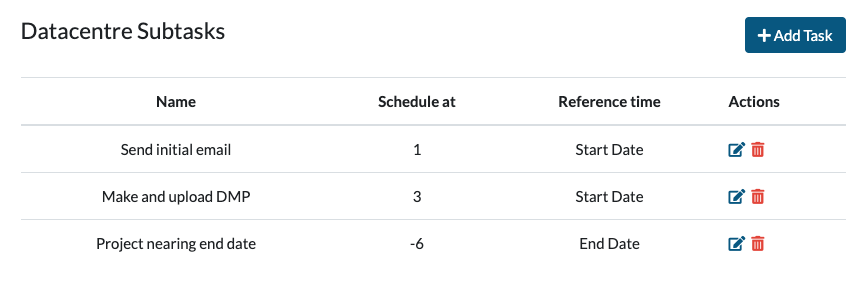 Datacentre Subtasks
Add Task
Name Schedule at Reference time Actions
Send initial email 1 Start Date
Make and upload DMP 3 Start Date
Project nearing end date -6 End Date